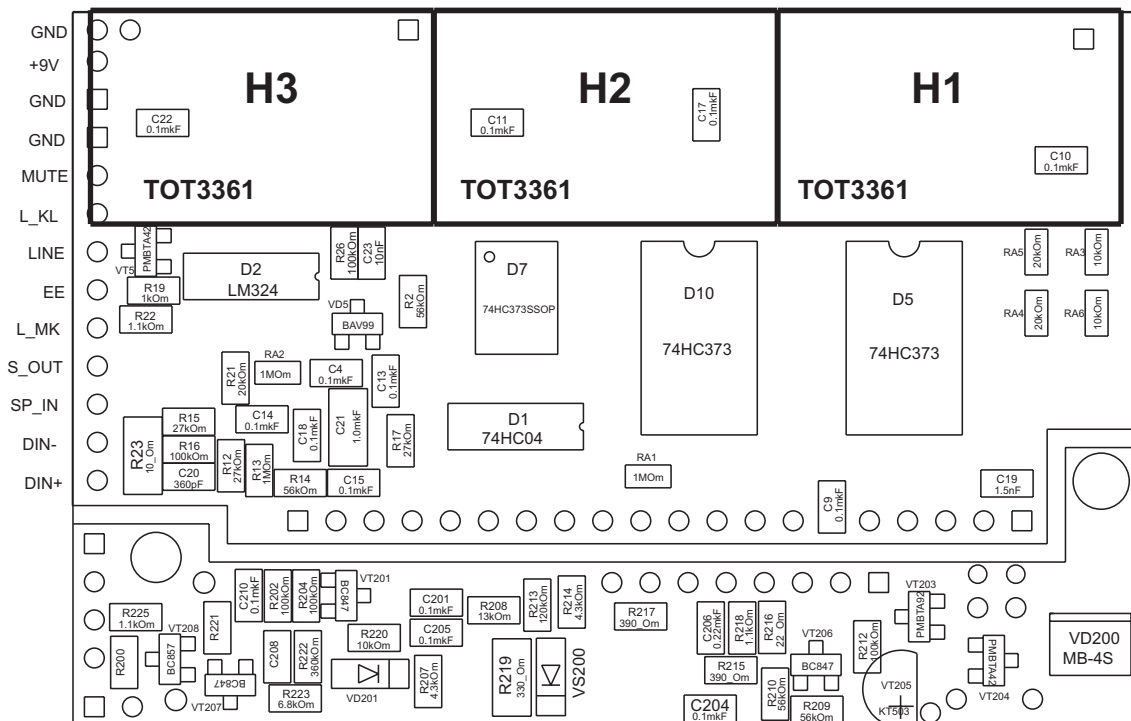 GND
+9V
GND
GND
MUTE
L_KL
LINE
EE
L_MK
S_OUT
SP_IN
DIN-
DIN+
H3
H2
H1
C22
0.1mkF
C11
0.1mkF
C17
0.1mkF
C10
0.1mkF
TOT3361
TOT3361
TOT3361
VT5
PMBTA42
R19
1kOm
R22
1.1kOm
D2
LM324
R26
100kOm
C23
10nF
VD5
BAV99
R2
56kOm
D7
74HC373SSOP
D10
74HC373
D5
74HC373
RA5
20kOm
RA3
10kOm
RA4
20kOm
RA6
10kOm
R21
20kOm
RA2
1MOm
C4
0.1mkF
C13
0.1mkF
R15
27kOm
C14
0.1mkF
C18
0.1mkF
C21
1.0mkF
R17
27kOm
D1
74HC04
R23
10_Om
R16
100kOm
C20
360pF
R12
27kOm
R13
1MOm
R14
56kOm
C15
0.1mkF
RA1
1MOm
C9
0.1mkF
C19
1.5nF
C210
0.1mkF
R202
100kOm
R204
100kOm
BC847
VT201
C201
0.1mkF
R208
13kOm
R213
120kOm
R214
4.3kOm
R217
390_Om
C206
0.22mkF
R218
1.1kOm
R216
22_Om
VT206
BC847
R212
100kOm
VT203
PMBTA92
R225
1.1kOm
VT208
BC857
R221
R200
C208
R222
360kOm
R220
10kOm
C205
0.1mkF
VD201
R207
4.3kOm
R219
330_Om
VS200
R215
390_Om
R210
56kOm
VT205
KT503
PMBTA42
VT204
VD200
MB-4S
BC847
VT207
R223
6.8kOm
C204
0.1mkF
R209
56kOm